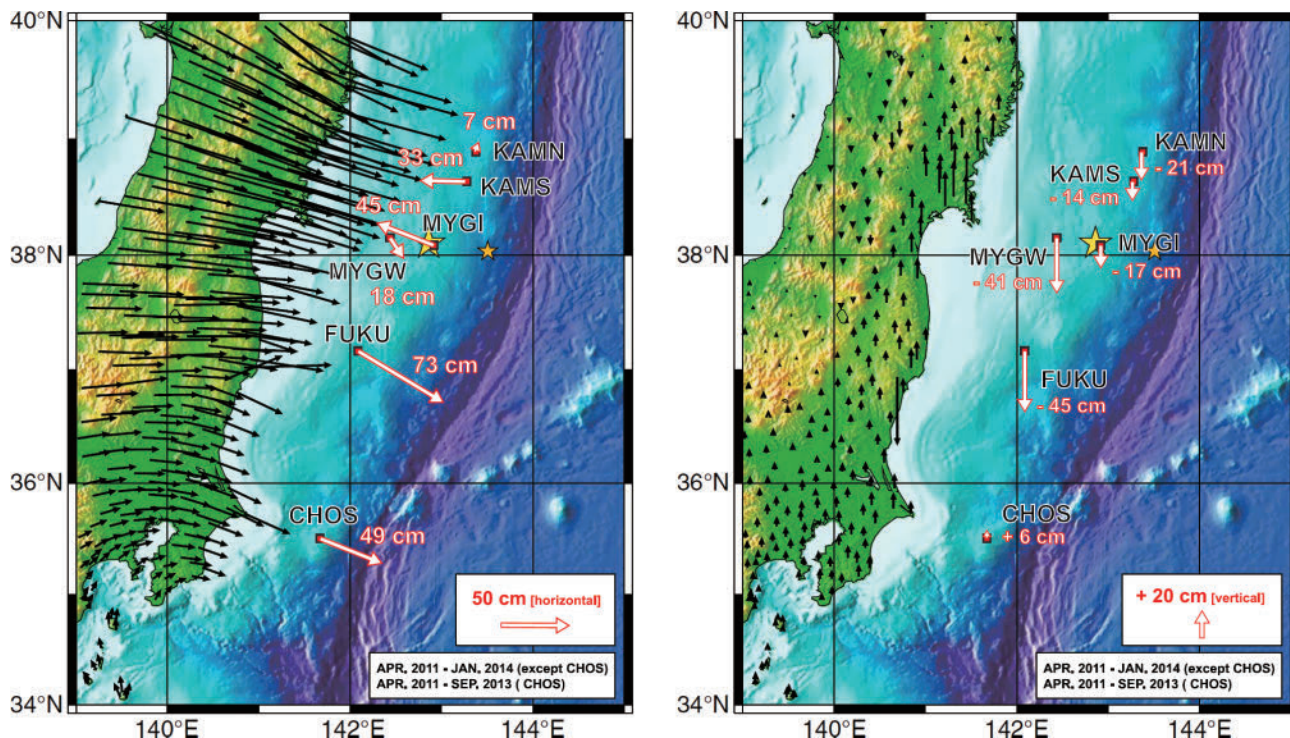 40°N
38°N
36°N
34°N
140°E
142°E
144°E
7 cm
KAMN
33 cm
KAMS
45 cm
MYGI
MYGW
18 cm
FUKU
73 cm
CHOS
49 cm
50 cm [horizontal]
APR. 2011 - JAN. 2014 (except CHOS)
APR. 2011 - SEP. 2013 ( CHOS)
40°N
38°N
36°N
34°N
140°E
142°E
144°E
KAMN
- 21 cm
KAMS
- 14 cm
MYGI
- 17 cm
MYGW
- 41 cm
FUKU
- 45 cm
CHOS
+ 6 cm
+ 20 cm [vertical]
APR. 2011 - JAN. 2014 (except CHOS)
APR. 2011 - SEP. 2013 ( CHOS)